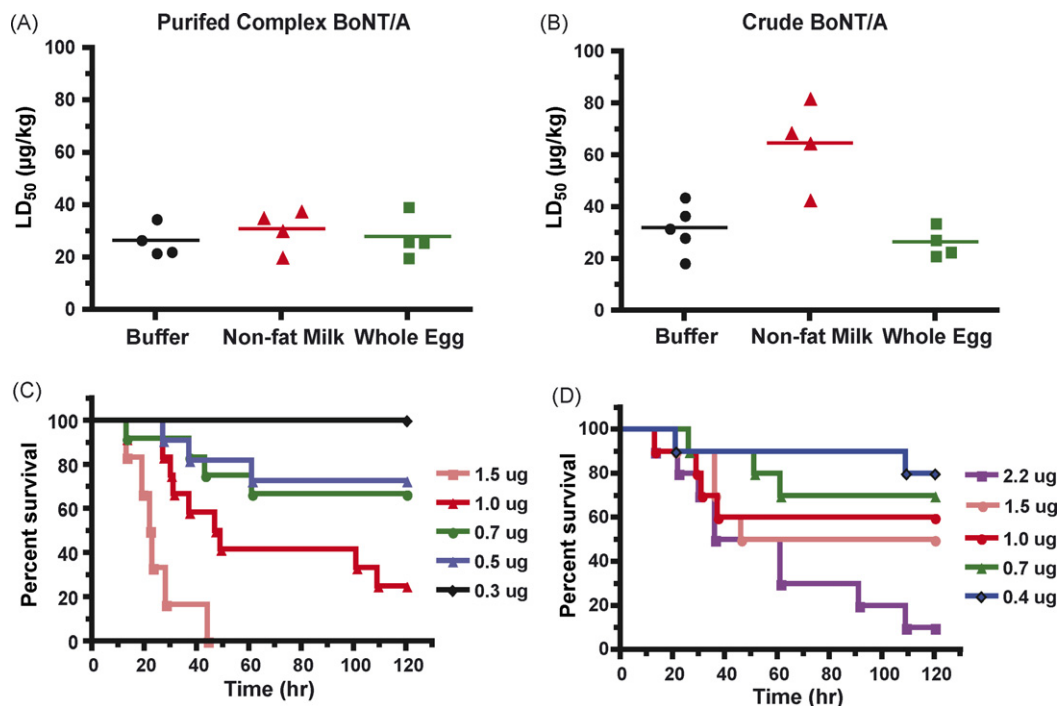 (A) Purifed Complex BoNT/A
100
80
60
40
20
0
LD50 (µg/kg)
Buffer Non-fat Milk Whole Egg
(B) Crude BoNT/A
100
80
60
40
20
0
LD50 (µg/kg)
Buffer Non-fat Milk Whole Egg
(C)
100
80
60
40
20
0
Percent survival
0 20 40 60 80 100 120
Time (hr)
1.5 ug
1.0 ug
0.7 ug
0.5 ug
0.3 ug
(D)
100
80
60
40
20
0
Percent survival
0 20 40 60 80 100 120
Time (hr)
2.2 ug
1.5 ug
1.0 ug
0.7 ug
0.4 ug